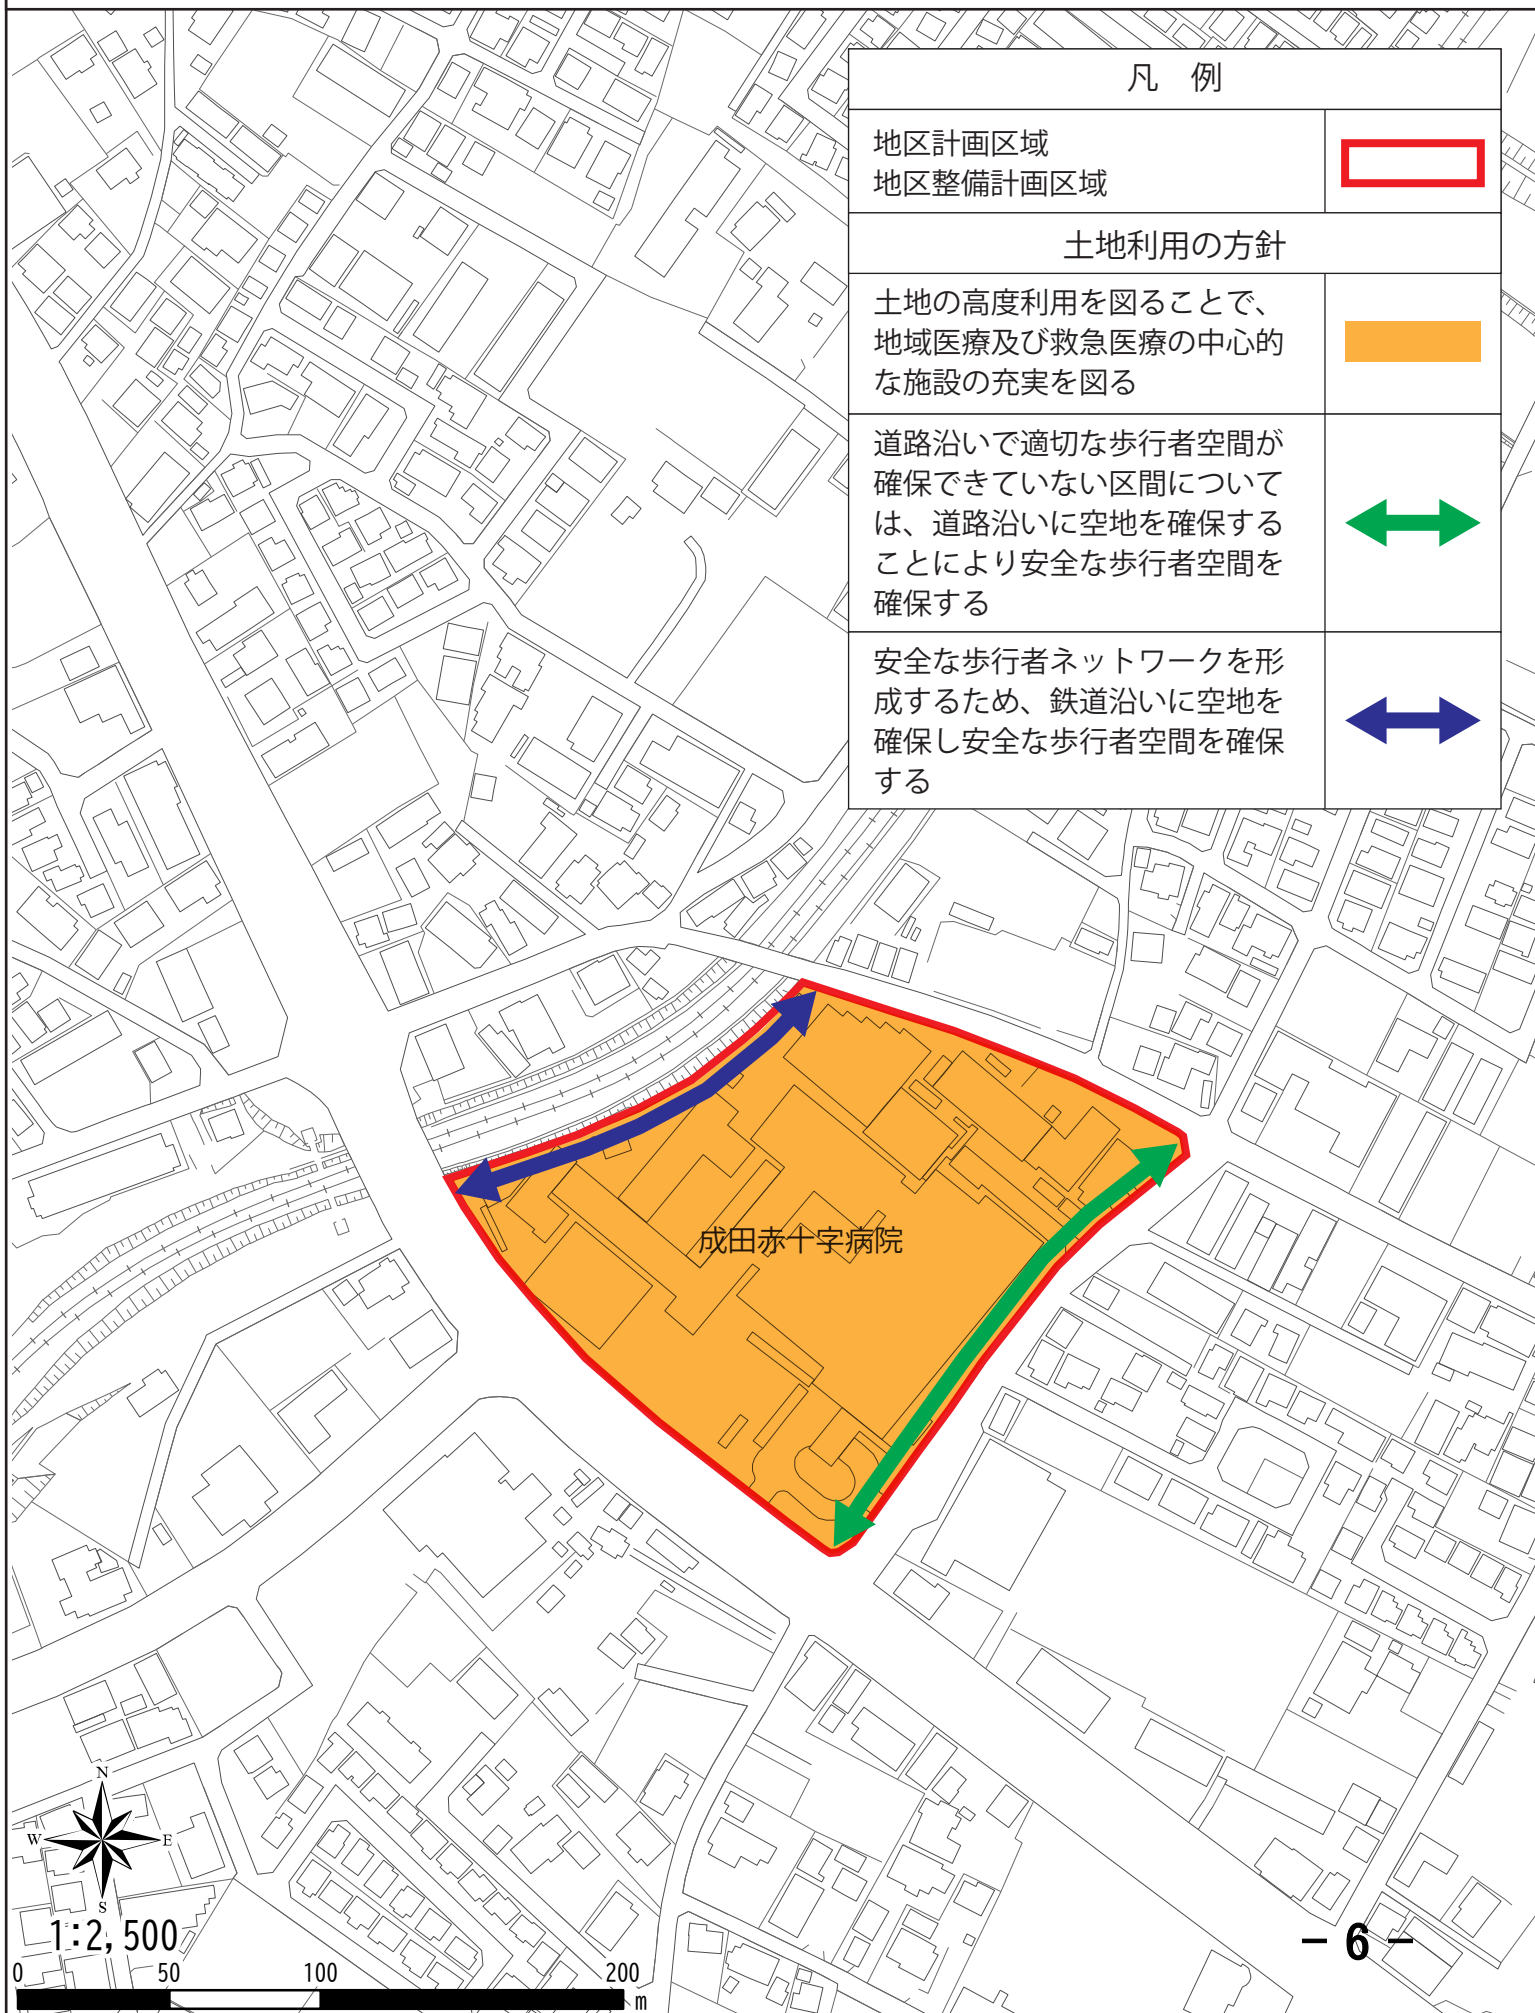 凡 例
地区計画区域
地区整備計画区域
土地利用の方針
土地の高度利用を図ることで、
地域医療及び救急医療の中心的
な施設の充実を図る
道路沿いで適切な歩行者空間が
確保できていない区間について
は、道路沿いに空地を確保する
ことにより安全な歩行者空間を
確保する
安全な歩行者ネットワークを形
成するため、鉄道沿いに空地を
確保し安全な歩行者空間を確保
する
成田赤十字病院
N
W E
S
1:2,500
0 50 100 200
m
- 6 -